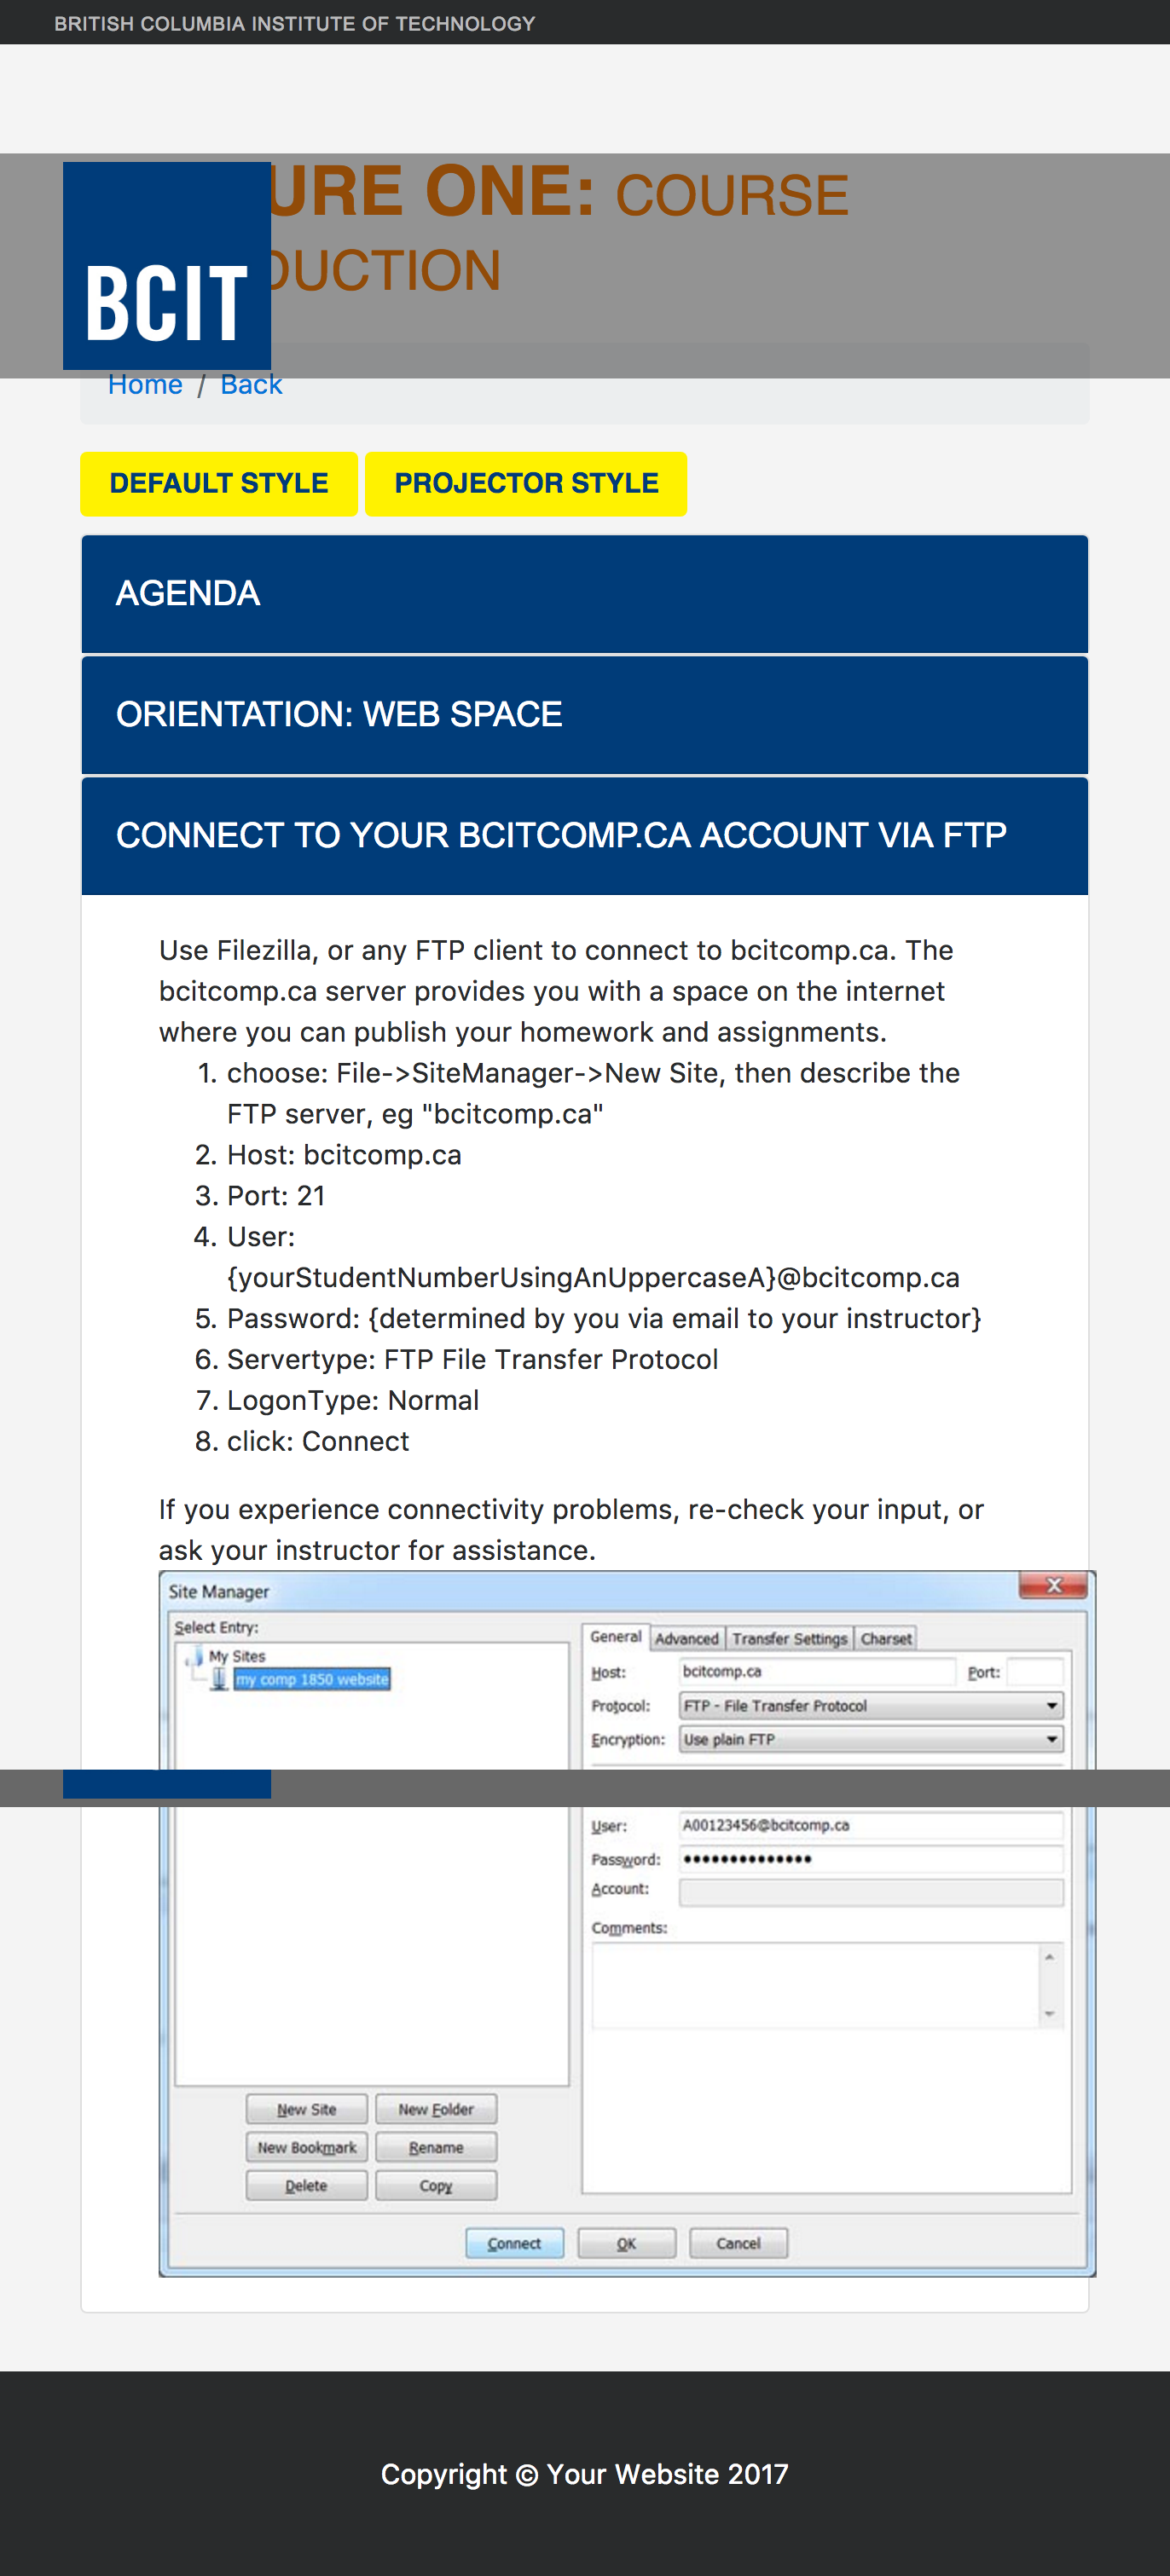 BRITISH COLUMBIA INSTITUTE OF TECHNOLOGY
URE ONE: COURSE
DUCTION
BCIT
Home / Back
DEFAULT STYLE PROJECTOR STYLE
AGENDA
ORIENTATION: WEB SPACE
CONNECT TO YOUR BCITCOMP.CA ACCOUNT VIA FTP
Use Filezilla, or any FTP client to connect to bcitcomp.ca. The
bcitcomp.ca server provides you with a space on the internet
where you can publish your homework and assignments.
1. choose: File->SiteManager->New Site, then describe the
FTP server, eg "bcitcomp.ca"
2. Host: bcitcomp.ca
3. Port: 21
4. User:
{yourStudentNumberUsingAnUppercaseA}@bcitcomp.ca
5. Password: {determined by you via email to your instructor}
6. Servertype: FTP File Transfer Protocol
7. LogonType: Normal
8. click: Connect
If you experience connectivity problems, re-check your input, or
ask your instructor for assistance.
Site Manager
Select Entry:
My Sites
my comp 1850 website
General Advanced Transfer Settings Charset
Host: bcitcomp.ca Port:
Protocol: FTP - File Transfer Protocol
Encryption: Use plain FTP
User: A00123456@bcitcomp.ca
Password: ••••••••••••••
Account:
Comments:
New Site New Folder
New Bookmark Rename
Delete Copy
Connect OK Cancel
Copyright © Your Website 2017